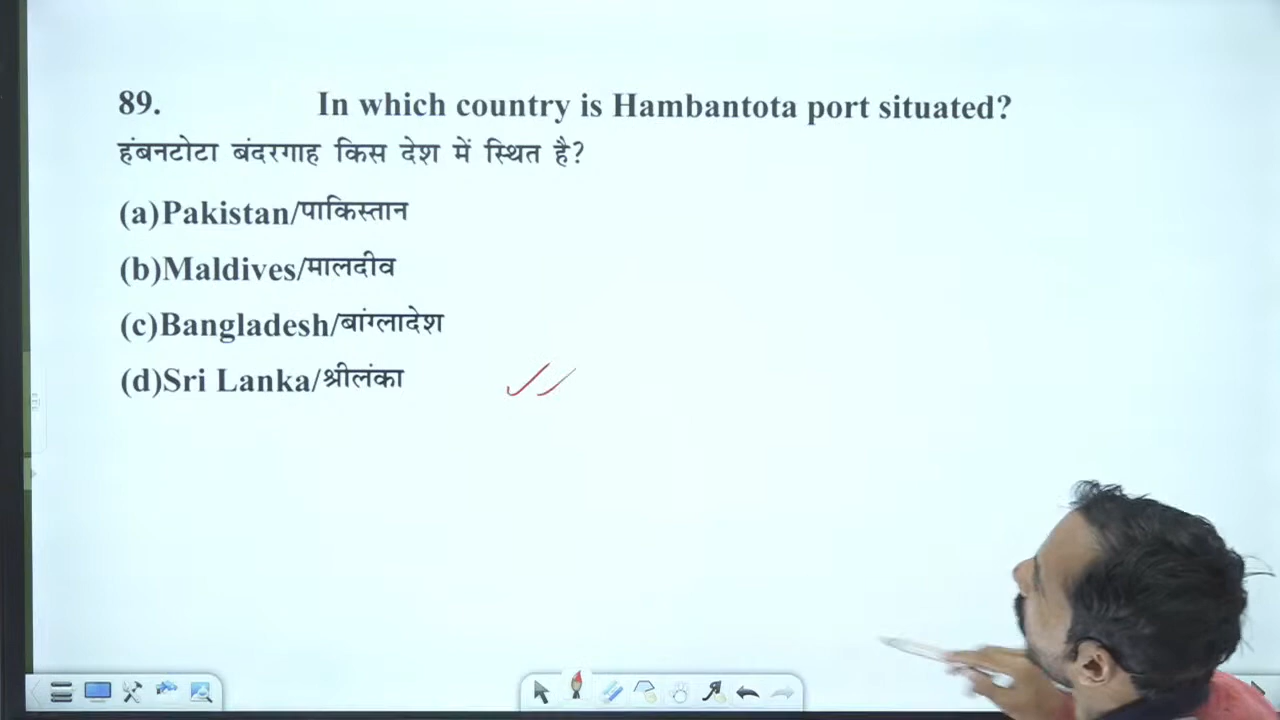 89. In which country is Hambantota port situated?
हंबनटोटा बंदरगाह किस देश में स्थित है?
(a)Pakistan/पाकिस्तान
(b)Maldives/मालदीव
(c)Bangladesh/बांग्लादेश
(d)Sri Lanka/श्रीलंका